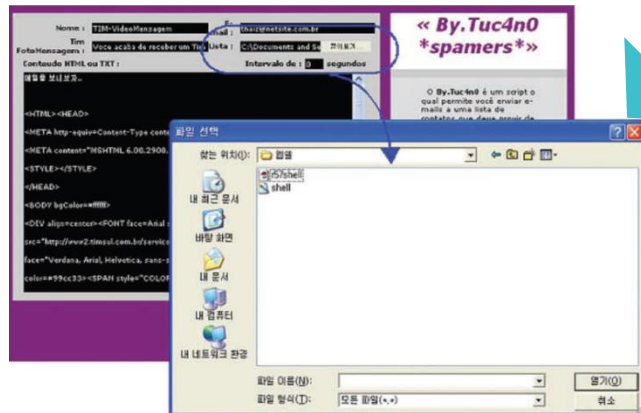 Nome : TIM-VideoMensagem
E-mail : thais@netsite.com.br
Tim FotoMensagem : Voce acaba de receber um Tim
Lista : C:\Documents and Se
찾아보기...
Conteudo HTML ou TXT :
Intervalo de : 0 segundos
메일을 보내보자..
<HTML><HEAD>
<META http-equiv=Content-Type conte
<META content="MSHTML 6.00.2900.
<STYLE></STYLE>
</HEAD>
<BODY bgColor=#ffffff>
<DIV align=center><FONT face=Arial
src="http://www2.timsul.com.br/servico
face="Verdana, Arial, Helvetica, sans-s
color=#99cc33><SPAN style="COLOR
« By.Tuc4n0
*spamers*»
O By.Tuc4n0 é um script o
qual permite você enviar e-
mails a uma lista de
파일 선택
찾는 위치(I):
웹쉘
r57shell
shell
내 최근 문서
바탕 화면
내 문서
내 컴퓨터
내 네트워크 환경
파일 이름(N):
열기(O)
파일 형식(T):
모든 파일(*.*)
취소